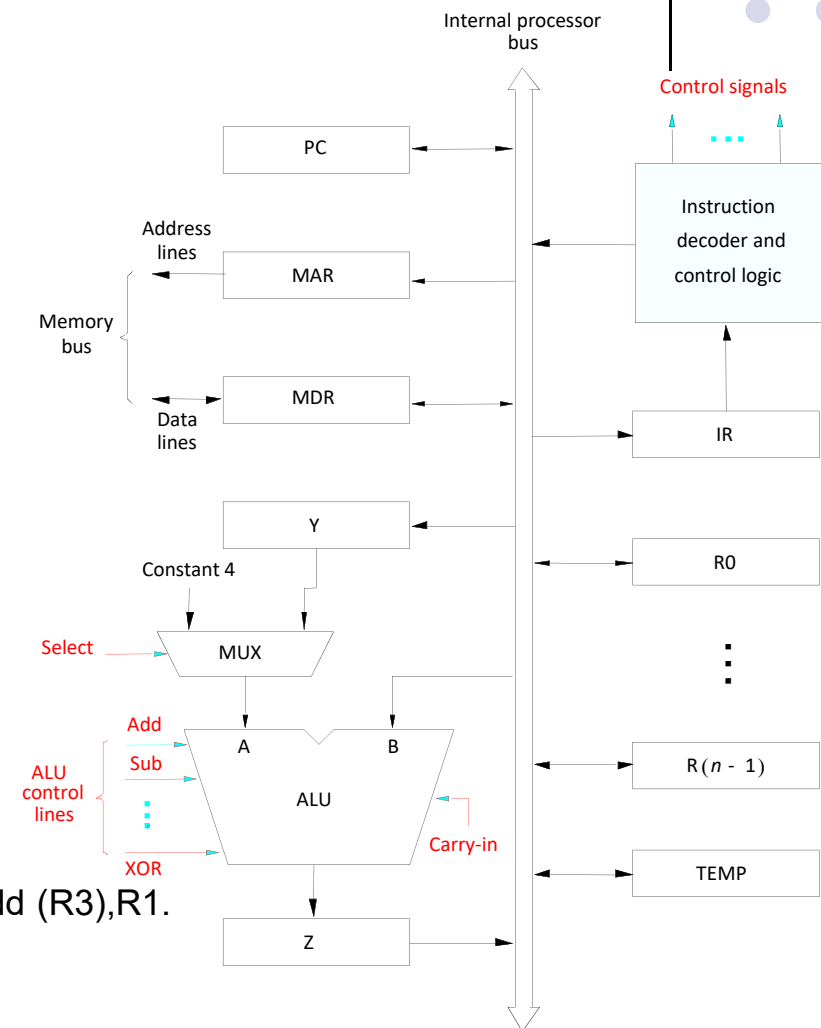 Internal processor
bus
Control signals
PC
Instruction
decoder and
control logic
Address
lines
MAR
Memory
bus
MDR
Data
lines
IR
Y
Constant 4
R0
Select
MUX
Add
A
B
Sub
ALU
control
lines
ALU
R(n - 1)
Carry-in
XOR
TEMP
(R3),R1.
Z